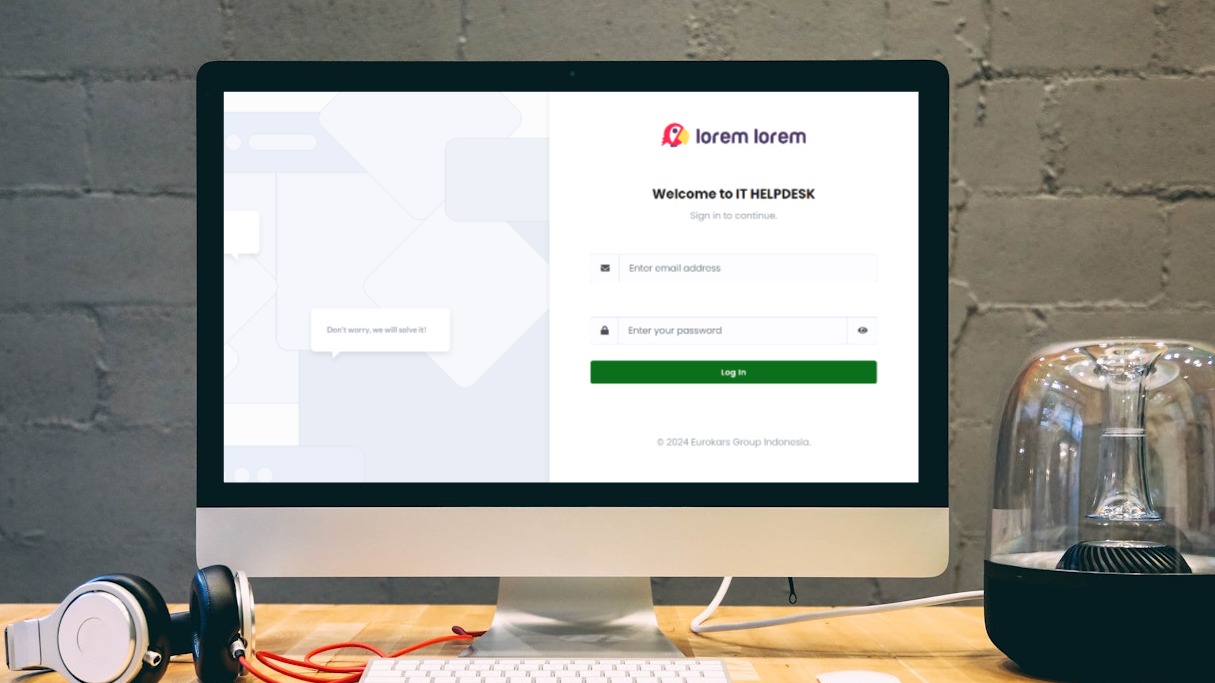 lorem lorem
Welcome to IT HELPDESK
Sign in to continue.
Enter email address
Don't worry, we will solve it!
Enter your password
Log In
© 2024 Eurokars Group Indonesia.